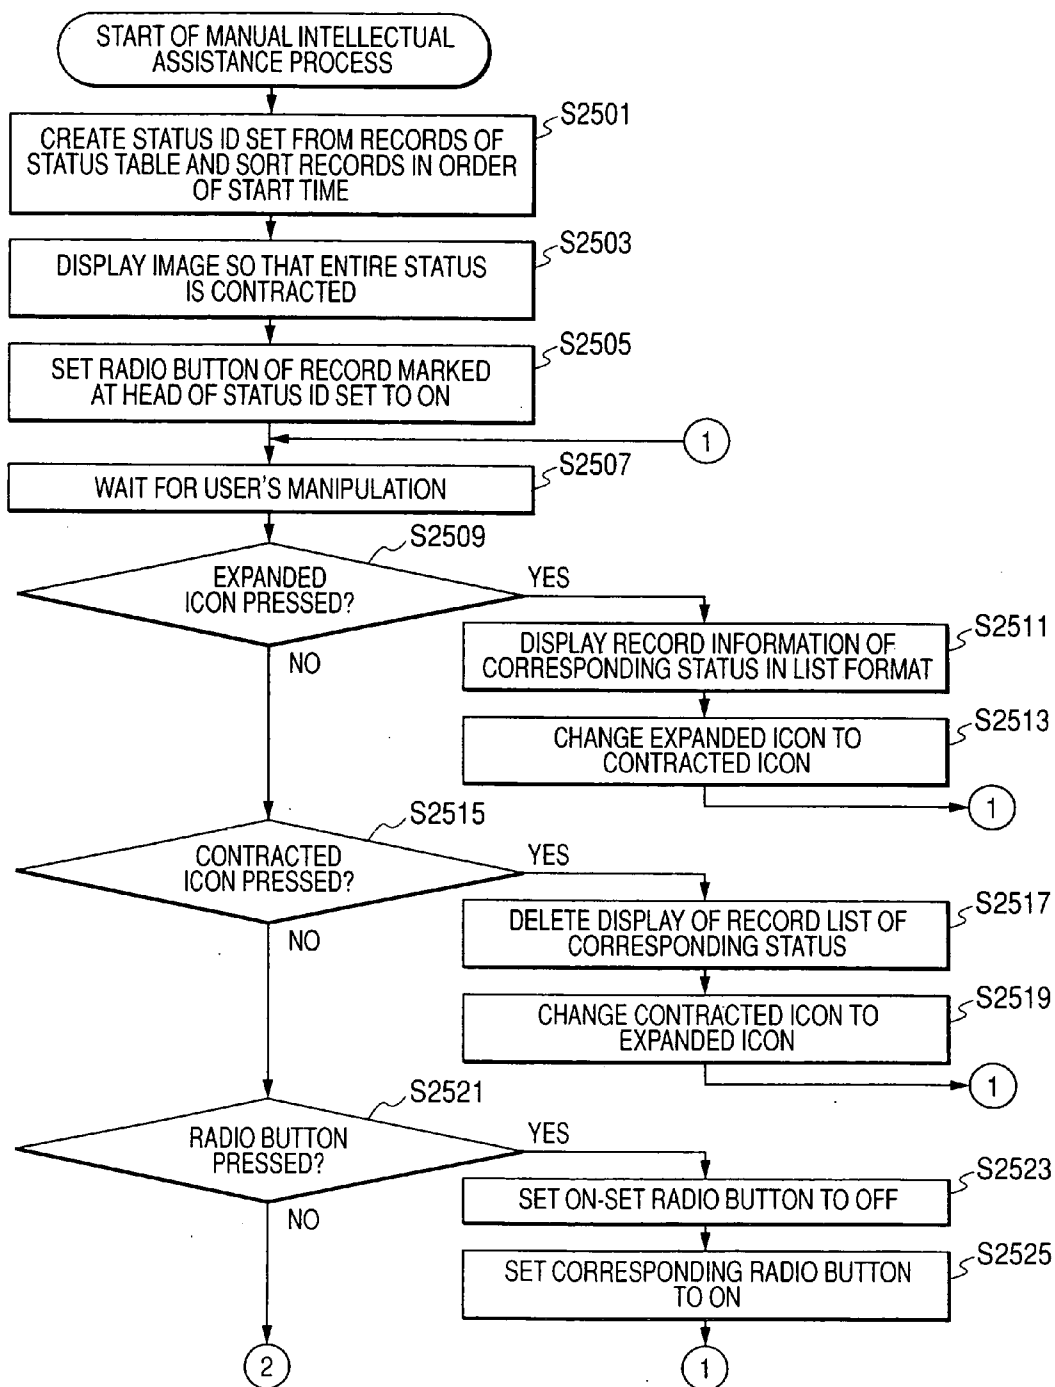 START OF MANUAL INTELLECTUAL
ASSISTANCE PROCESS
S2501
CREATE STATUS ID SET FROM RECORDS OF
STATUS TABLE AND SORT RECORDS IN ORDER
OF START TIME
S2503
DISPLAY IMAGE SO THAT ENTIRE STATUS
IS CONTRACTED
S2505
SET RADIO BUTTON OF RECORD MARKED
AT HEAD OF STATUS ID SET TO ON
1
S2507
WAIT FOR USER'S MANIPULATION
S2509
EXPANDED
ICON PRESSED?
YES
NO
S2511
DISPLAY RECORD INFORMATION OF
CORRESPONDING STATUS IN LIST FORMAT
S2513
CHANGE EXPANDED ICON TO
CONTRACTED ICON
1
S2515
CONTRACTED
ICON PRESSED?
YES
NO
S2517
DELETE DISPLAY OF RECORD LIST OF
CORRESPONDING STATUS
S2519
CHANGE CONTRACTED ICON TO
EXPANDED ICON
1
S2521
RADIO BUTTON
PRESSED?
YES
NO
S2523
SET ON-SET RADIO BUTTON TO OFF
S2525
SET CORRESPONDING RADIO BUTTON
TO ON
2
1